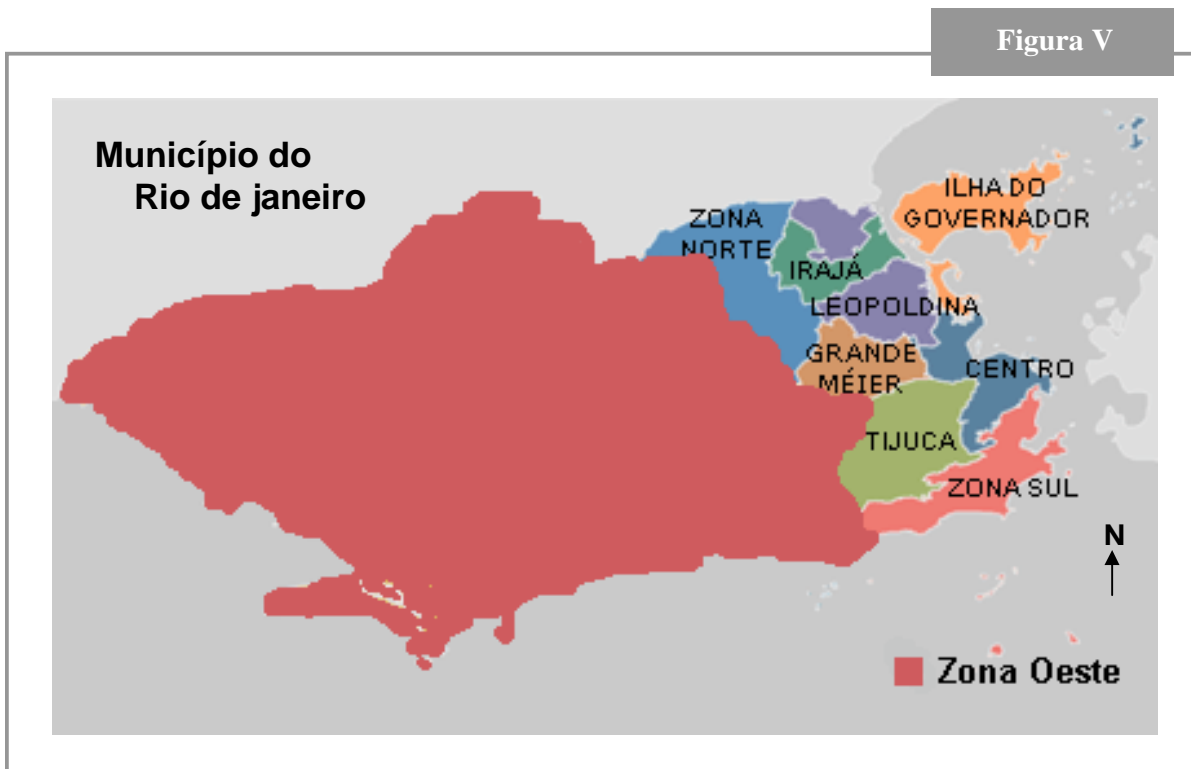 Figura V
Município do
Rio de janeiro
ZONA
NORTE
ILHA DO
GOVERNADOR
IRAJÁ
LEOPOLDINA
GRANDE
MÉIER
CENTRO
TIJUCA
ZONA SUL
N
Zona Oeste